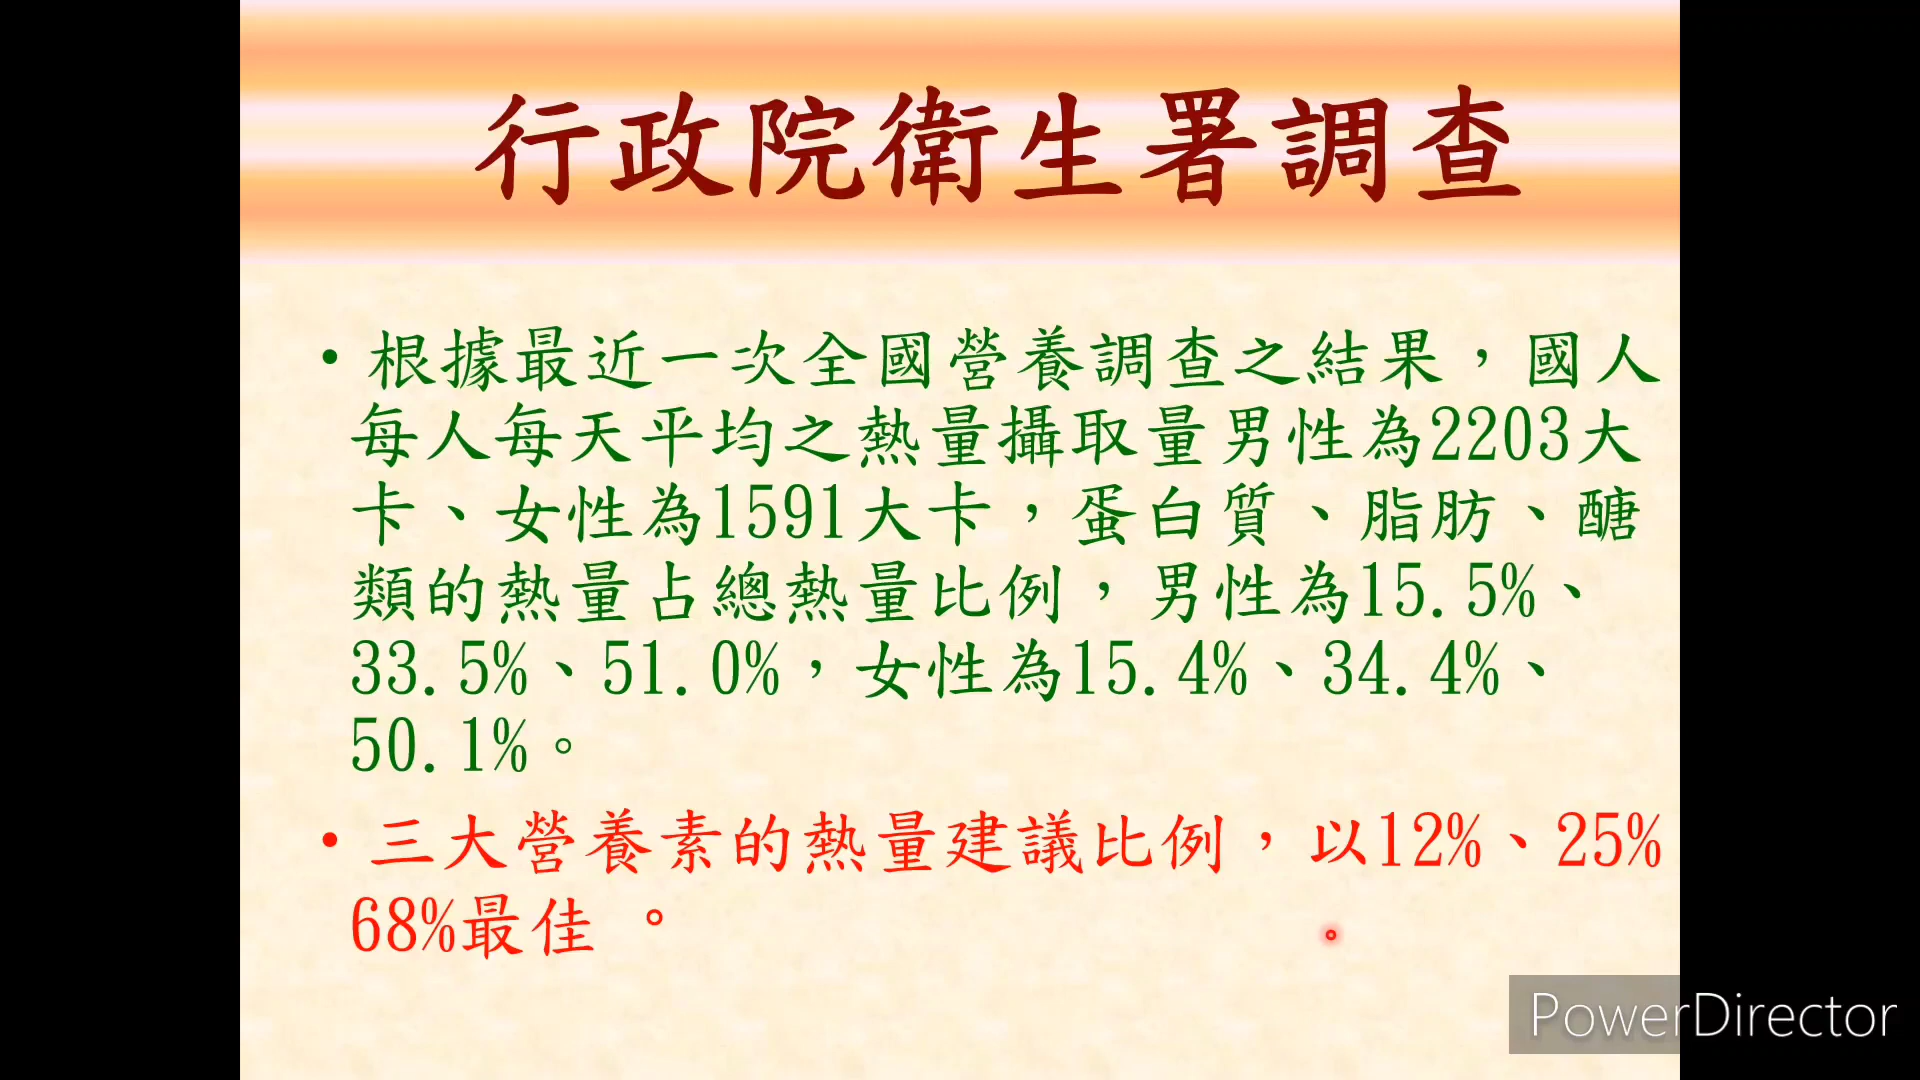 行政院衛生署調查
• 根據最近一次全國營養調查之結果，國人
每人每天平均之熱量攝取量男性為2203大
卡、女性為1591大卡，蛋白質、脂肪、醣
類的熱量占總熱量比例，男性為15.5%、
33.5%、51.0%，女性為15.4%、34.4%、
50.1%。
• 三大營養素的熱量建議比例，以12%、25%
68%最佳 。
PowerDirector